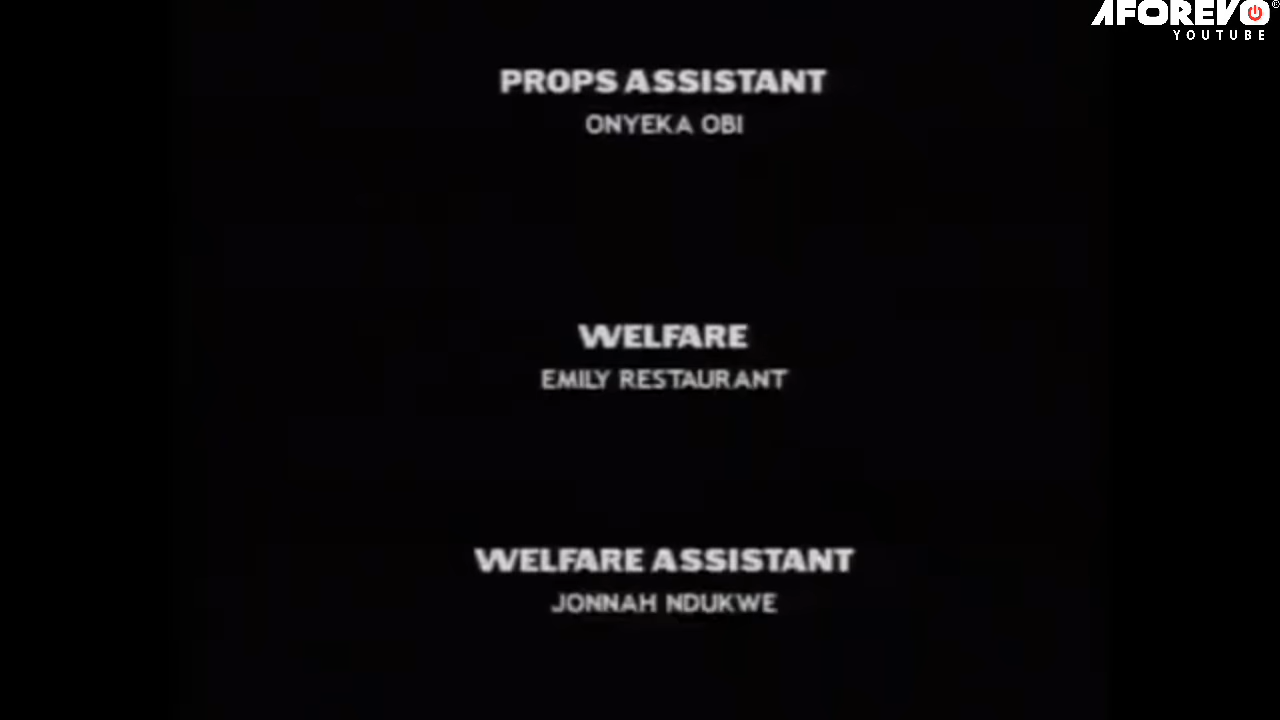 AFOREVO®
YOUTUBE
PROPS ASSISTANT
ONYEKA OBI
WELFARE
EMILY RESTAURANT
WELFARE ASSISTANT
JONNAH NDUKWE